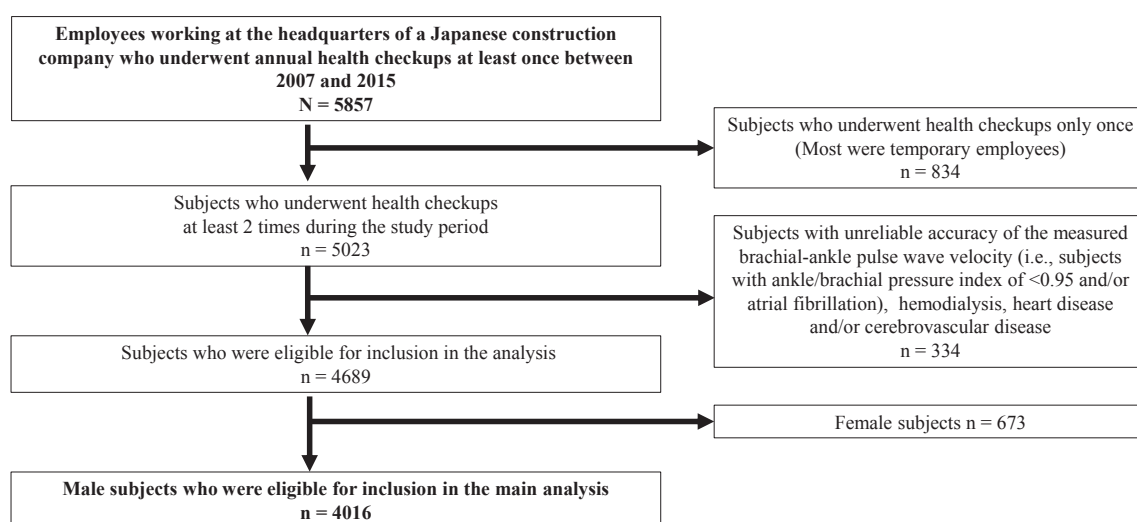 Employees working at the headquarters of a Japanese construction
company who underwent annual health checkups at least once between
2007 and 2015
N = 5857
Subjects who underwent health checkups only once
(Most were temporary employees)
n = 834
Subjects who underwent health checkups
at least 2 times during the study period
n = 5023
Subjects with unreliable accuracy of the measured
brachial-ankle pulse wave velocity (i.e., subjects
with ankle/brachial pressure index of <0.95 and/or
atrial fibrillation), hemodialysis, heart disease
and/or cerebrovascular disease
n = 334
Subjects who were eligible for inclusion in the analysis
n = 4689
Female subjects n = 673
Male subjects who were eligible for inclusion in the main analysis
n = 4016